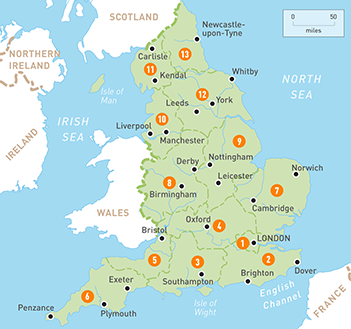 SCOTLAND
0 50
miles
Newcastle-
upon-Tyne
NORTHERN
IRELAND
Carlisle
13
11
Kendal
Whitby
NORTH
SEA
Isle of
Man
12
York
Leeds
IRISH
SEA
10
Liverpool
Manchester
9
IRELAND
Derby
Nottingham
Norwich
8
Leicester
7
Birmingham
WALES
Cambridge
Oxford
4
Bristol
1
LONDON
5
3
2
Dover
Exeter
Southampton
Brighton
6
Isle of
Wight
English
Channel
Penzance
Plymouth
FRANCE